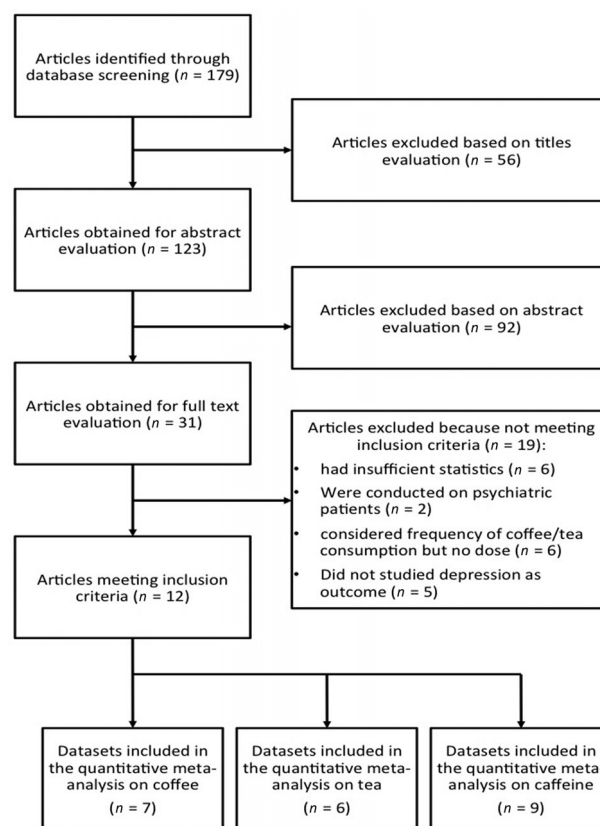 Articles identified through
database screening (n = 179)
Articles excluded based on titles
evaluation (n = 56)
Articles obtained for abstract
evaluation (n = 123)
Articles excluded based on abstract
evaluation (n = 92)
Articles obtained for full text
evaluation (n = 31)
Articles excluded because not meeting
inclusion criteria (n = 19):
• had insufficient statistics (n = 6)
• Were conducted on psychiatric
patients (n = 2)
• considered frequency of coffee/tea
consumption but no dose (n = 6)
• Did not studied depression as
outcome (n = 5)
Articles meeting inclusion
criteria (n = 12)
Datasets included in
the quantitative meta-
analysis on coffee
(n = 7)
Datasets included in
the quantitative meta-
analysis on tea
(n = 6)
Datasets included in
the quantitative meta-
analysis on caffeine
(n = 9)